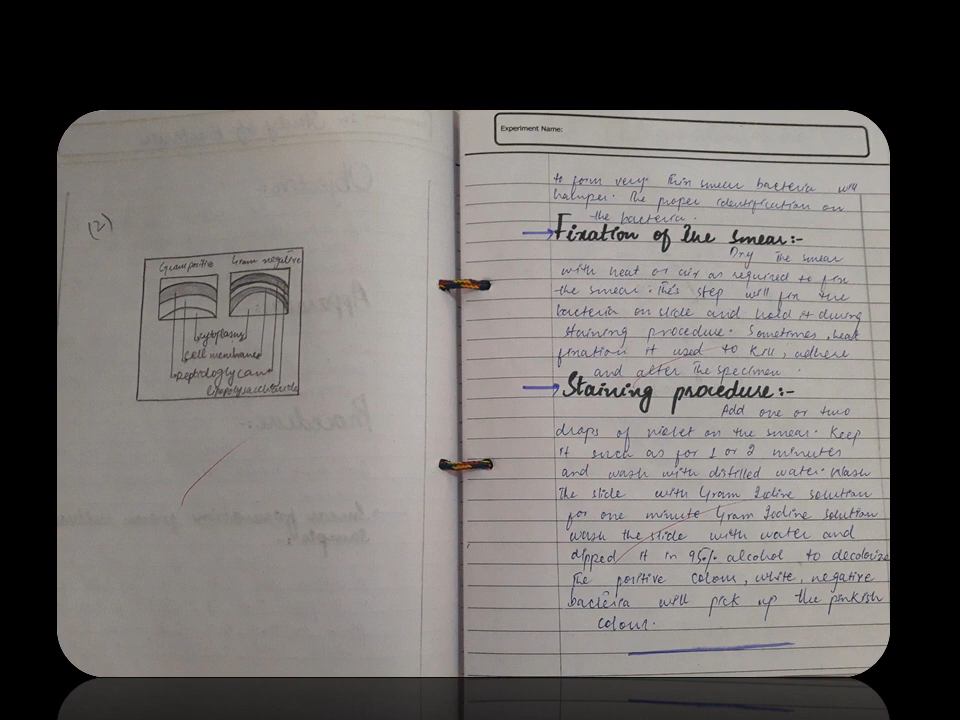 (2)
Gram positive
Gram negative
cytoplasm
Cell membrane
Peptidoglycan
lipopolysaccharide
Experiment Name:
to form very thin smear bacteria will
hamper. The proper identification on
the bacteria.
Fixation of the smear:-
Dry the smear
with heat or air as required to fix
the smear. This step will fix the
bacteria on slide and hold it during
staining procedure. Sometimes, heat
fixation it used to kill, adhere
and alter the specimen.
Staining procedure:-
Add one or two
drops of violet on the smear. Keep
it such as for 1 or 2 minutes
and wash with distilled water. Wash
the slide with Gram Iodine solution
for one minute Gram Iodine solution
wash the slide with water and
dipped it in 95% alcohol to decolorize
The positive colour, white, negative
bacteria will pick up the pinkish
colour.